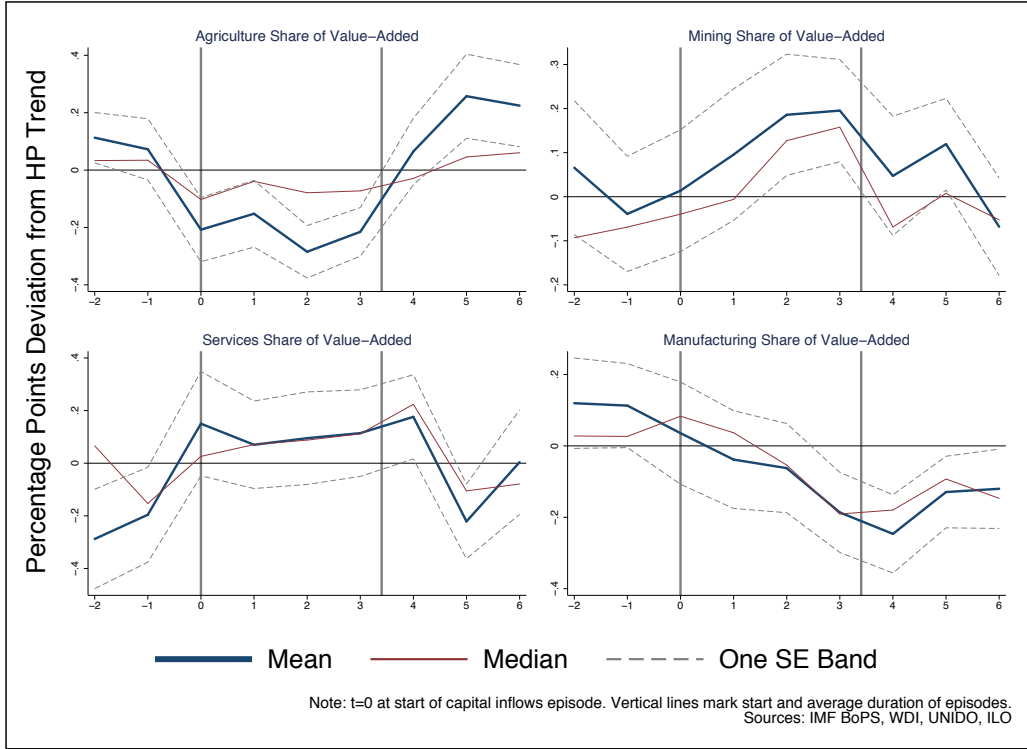 Percentage Points Deviation from HP Trend
Agriculture Share of Value−Added
.4
.2
0
.2
.4
−2 −1 0 1 2 3 4 5 6
Mining Share of Value−Added
.3
.2
.1
0
−.1
−.2
−2 −1 0 1 2 3 4 5 6
Services Share of Value−Added
.4
.2
0
−.2
−.4
−2 −1 0 1 2 3 4 5 6
Manufacturing Share of Value−Added
.2
0
−.2
−.4
−2 −1 0 1 2 3 4 5 6
Mean Median One SE Band
Note: t=0 at start of capital inflows episode. Vertical lines mark start and average duration of episodes.
Sources: IMF BoPS, WDI, UNIDO, ILO